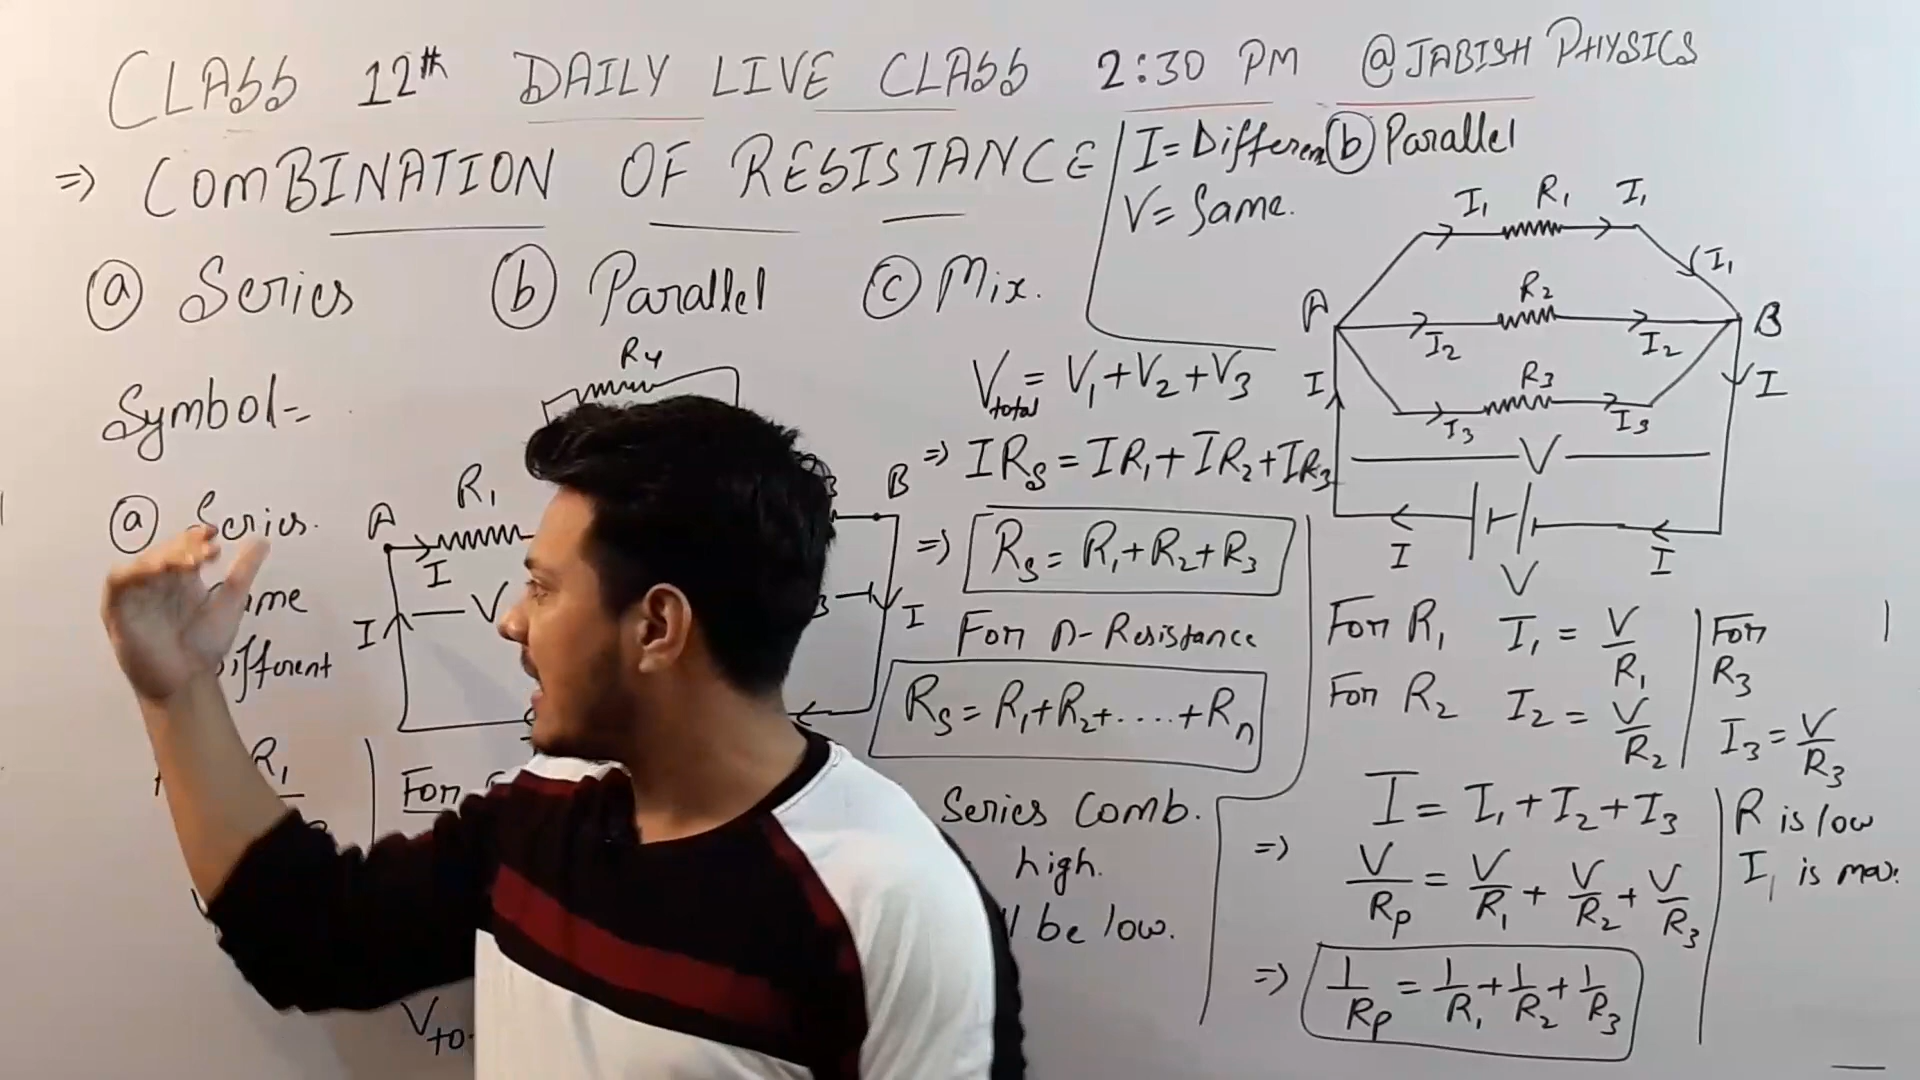 CLASS 12th DAILY LIVE CLASS 2:30 PM @JABISH PHYSICS
⇒ COMBINATION OF RESISTANCE
ⓐ Series ⓑ Parallel ⓒ Mix.
Symbol-
R4
ⓐ Series.
A R1 B
I
I V I
R1
For
Vto
Vtotal = V1+V2+V3
⇒ IRS = IR1+IR2+IR3
⇒ RS = R1+R2+R3
For n-Resistance
RS = R1+R2+....+Rn
Series Comb.
high.
be low.
I = Differen
V = Same.
ⓑ Parallel
I1 R1 I1
I1
A R2 B
I2 I2
I R3 I
I3 I3
V
I I
V
For R1 I1 = V/R1
For R2 I2 = V/R2
For
R3
I3 = V/R3
I = I1+I2+I3
⇒ V/Rp = V/R1 + V/R2 + V/R3
⇒ 1/Rp = 1/R1 + 1/R2 + 1/R3
R is low
I1 is